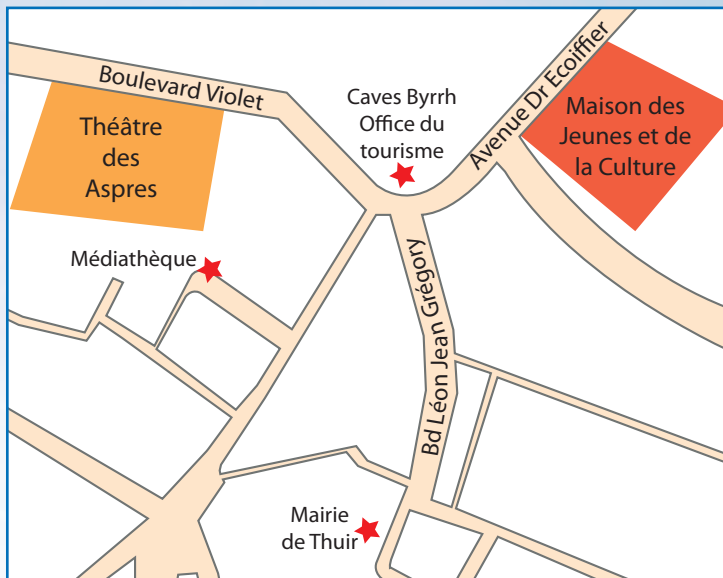 Boulevard Violet
Théâtre
des
Aspres
Caves Byrrh
Office du
tourisme
Avenue Dr Ecoiffier
Maison des
Jeunes et de
la Culture
Médiathèque
Bd Léon Jean Grégory
Mairie
de Thuir